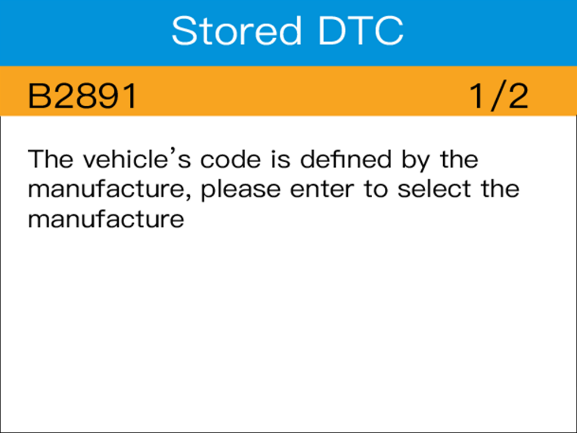 Stored DTC
B2891 1/2
The vehicle’s code is defined by the
manufacture, please enter to select the
manufacture